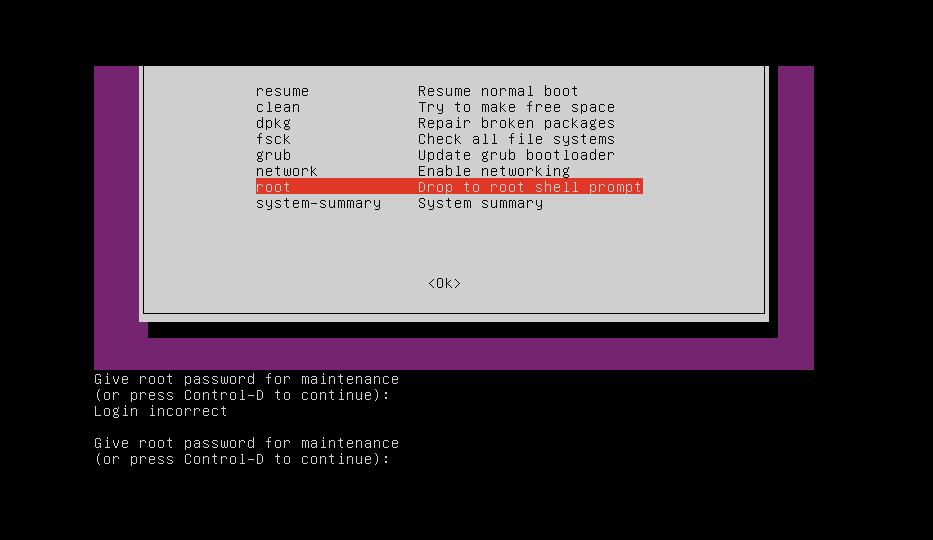 resume Resume normal boot
clean Try to make free space
dpkg Repair broken packages
fsck Check all file systems
grub Update grub bootloader
network Enable networking
root Drop to root shell prompt
system-summary System summary
<Ok>
Give root password for maintenance
(or press Control-D to continue):
Login incorrect
Give root password for maintenance
(or press Control-D to continue):